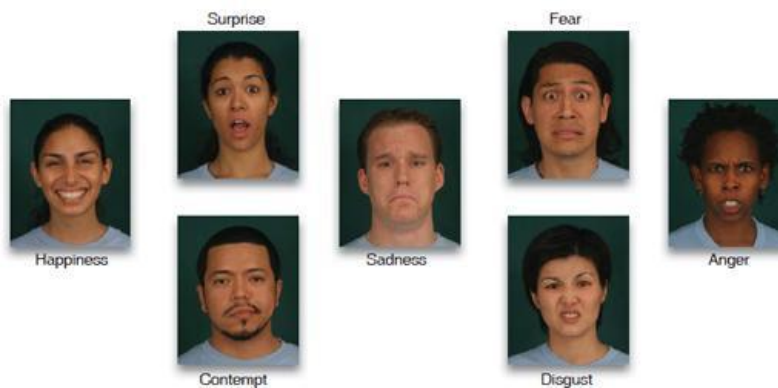 Surprise
Fear
Happiness
Sadness
Anger
Contempt
Disgust